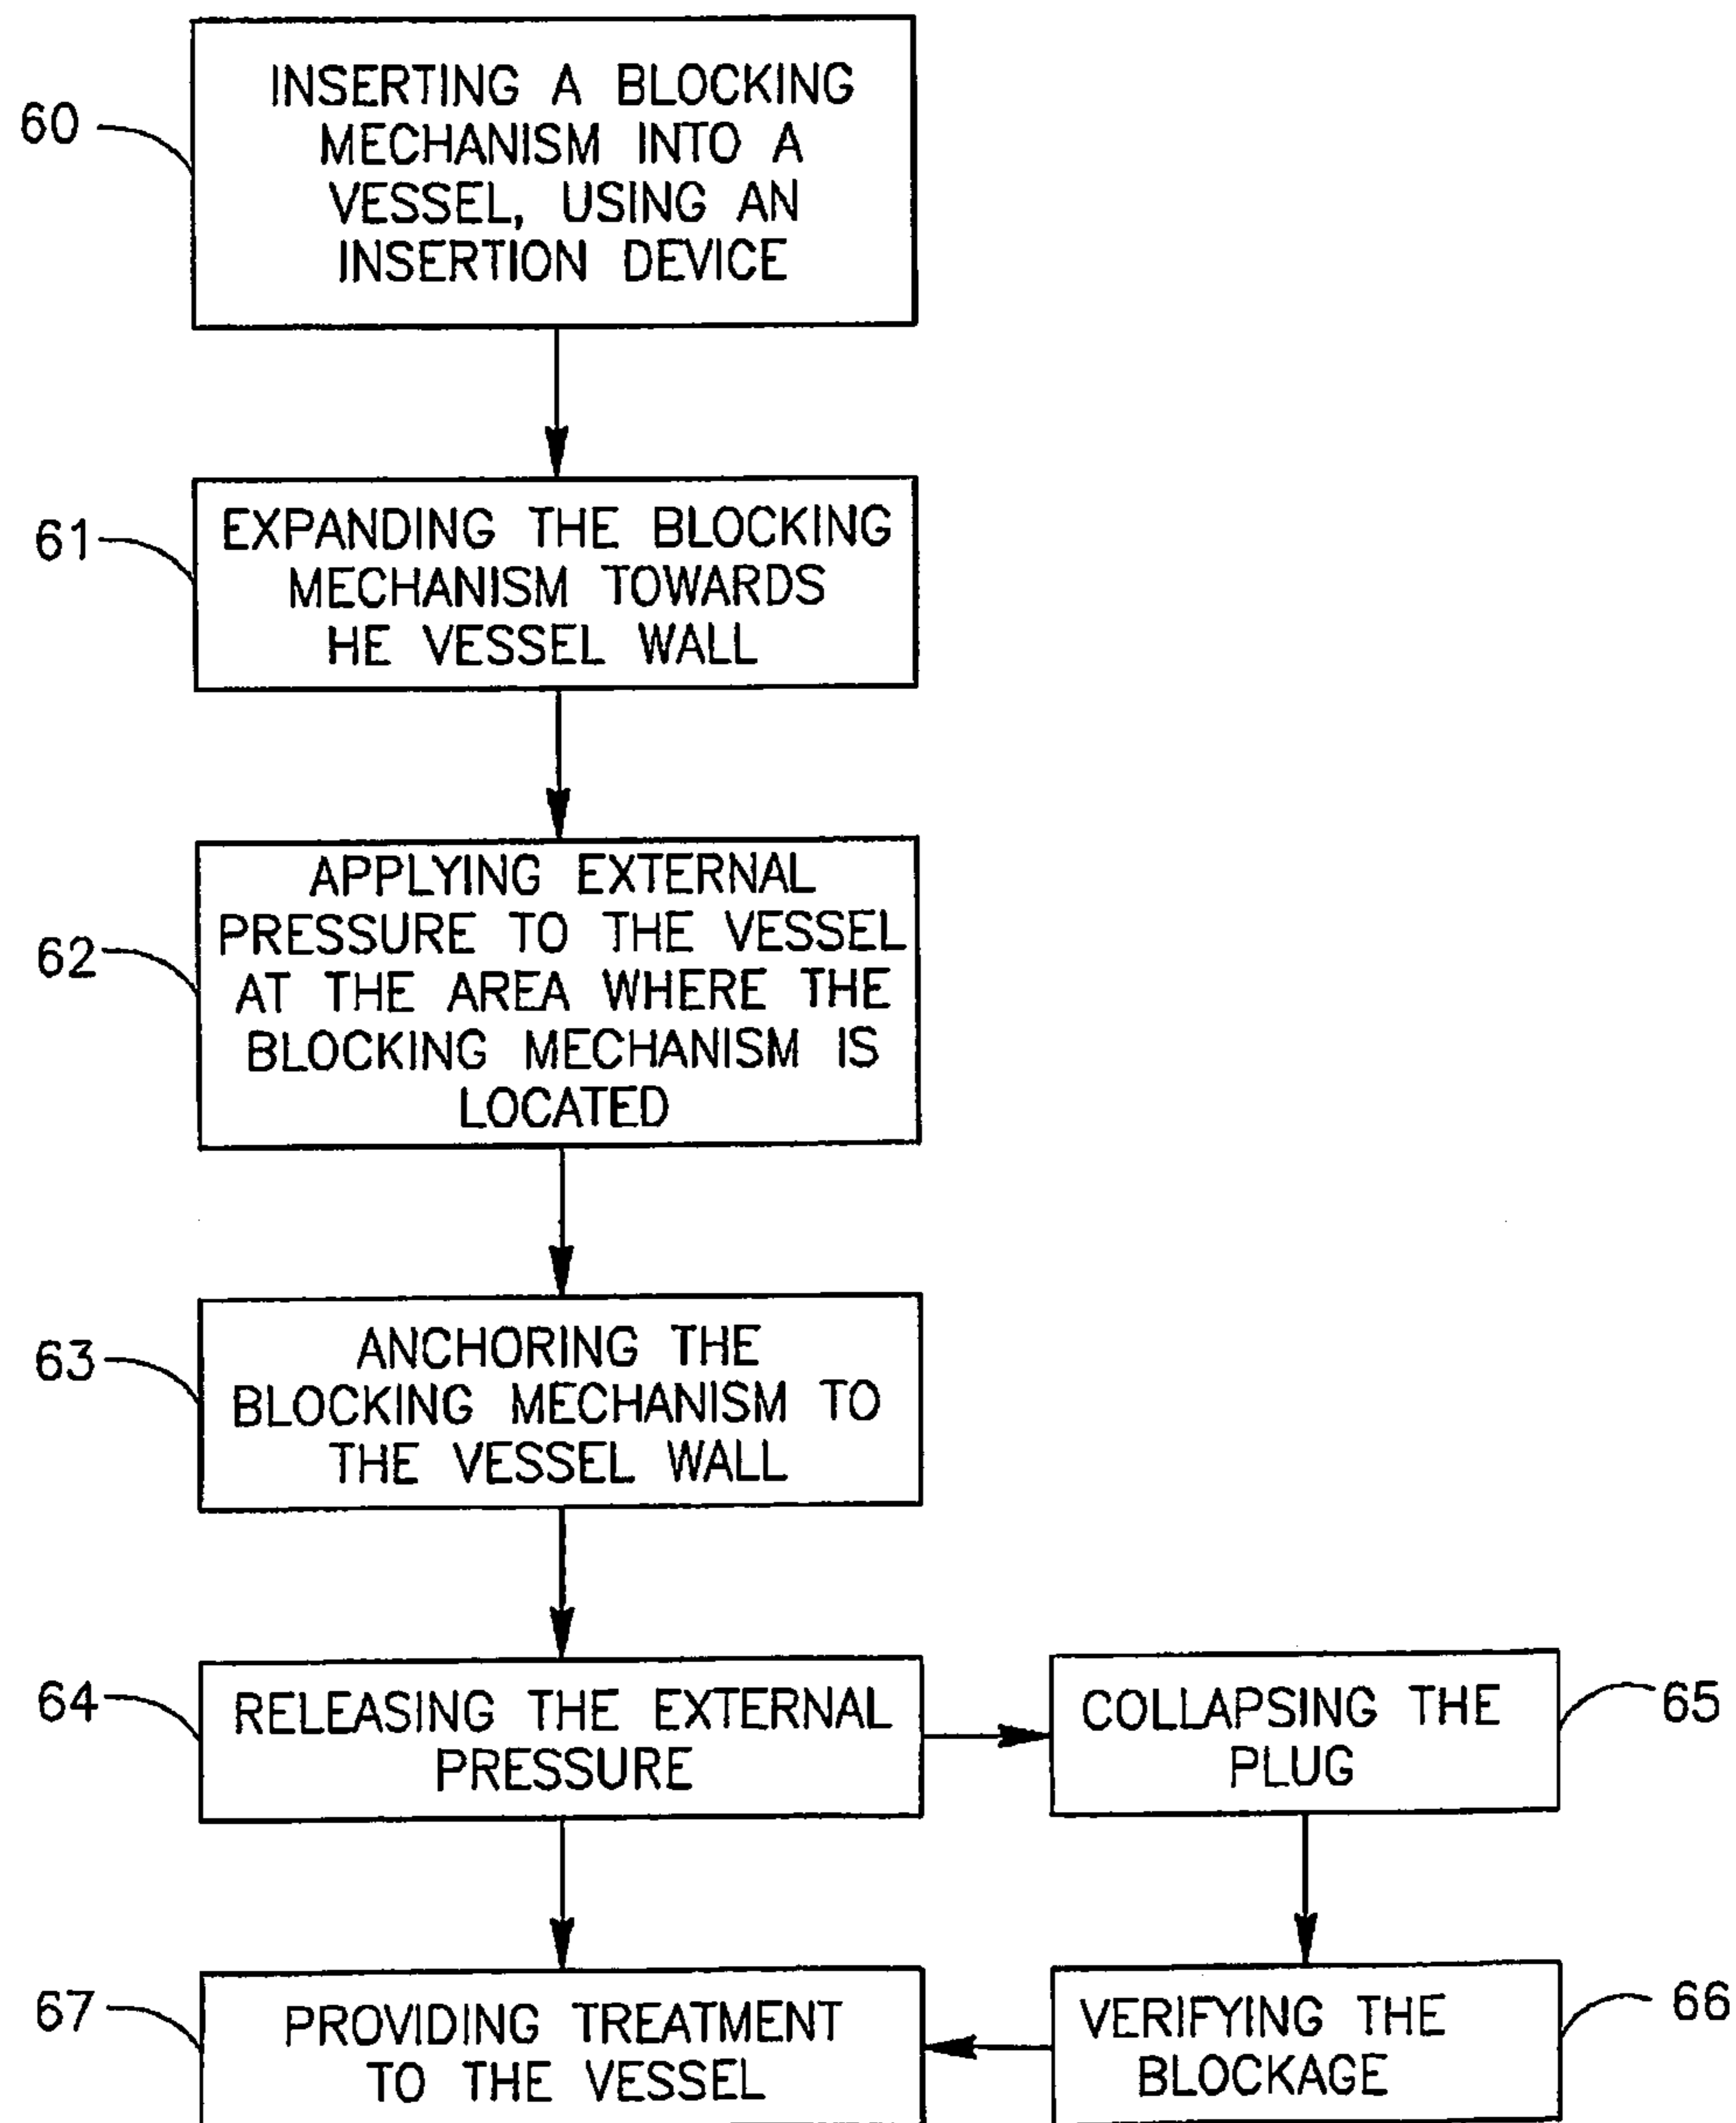 60
INSERTING A BLOCKING
MECHANISM INTO A
VESSEL, USING AN
INSERTION DEVICE
61
EXPANDING THE BLOCKING
MECHANISM TOWARDS
HE VESSEL WALL
62
APPLYING EXTERNAL
PRESSURE TO THE VESSEL
AT THE AREA WHERE THE
BLOCKING MECHANISM IS
LOCATED
63
ANCHORING THE
BLOCKING MECHANISM TO
THE VESSEL WALL
64
RELEASING THE EXTERNAL
PRESSURE
COLLAPSING THE
PLUG
65
67
PROVIDING TREATMENT
TO THE VESSEL
VERIFYING THE
BLOCKAGE
66